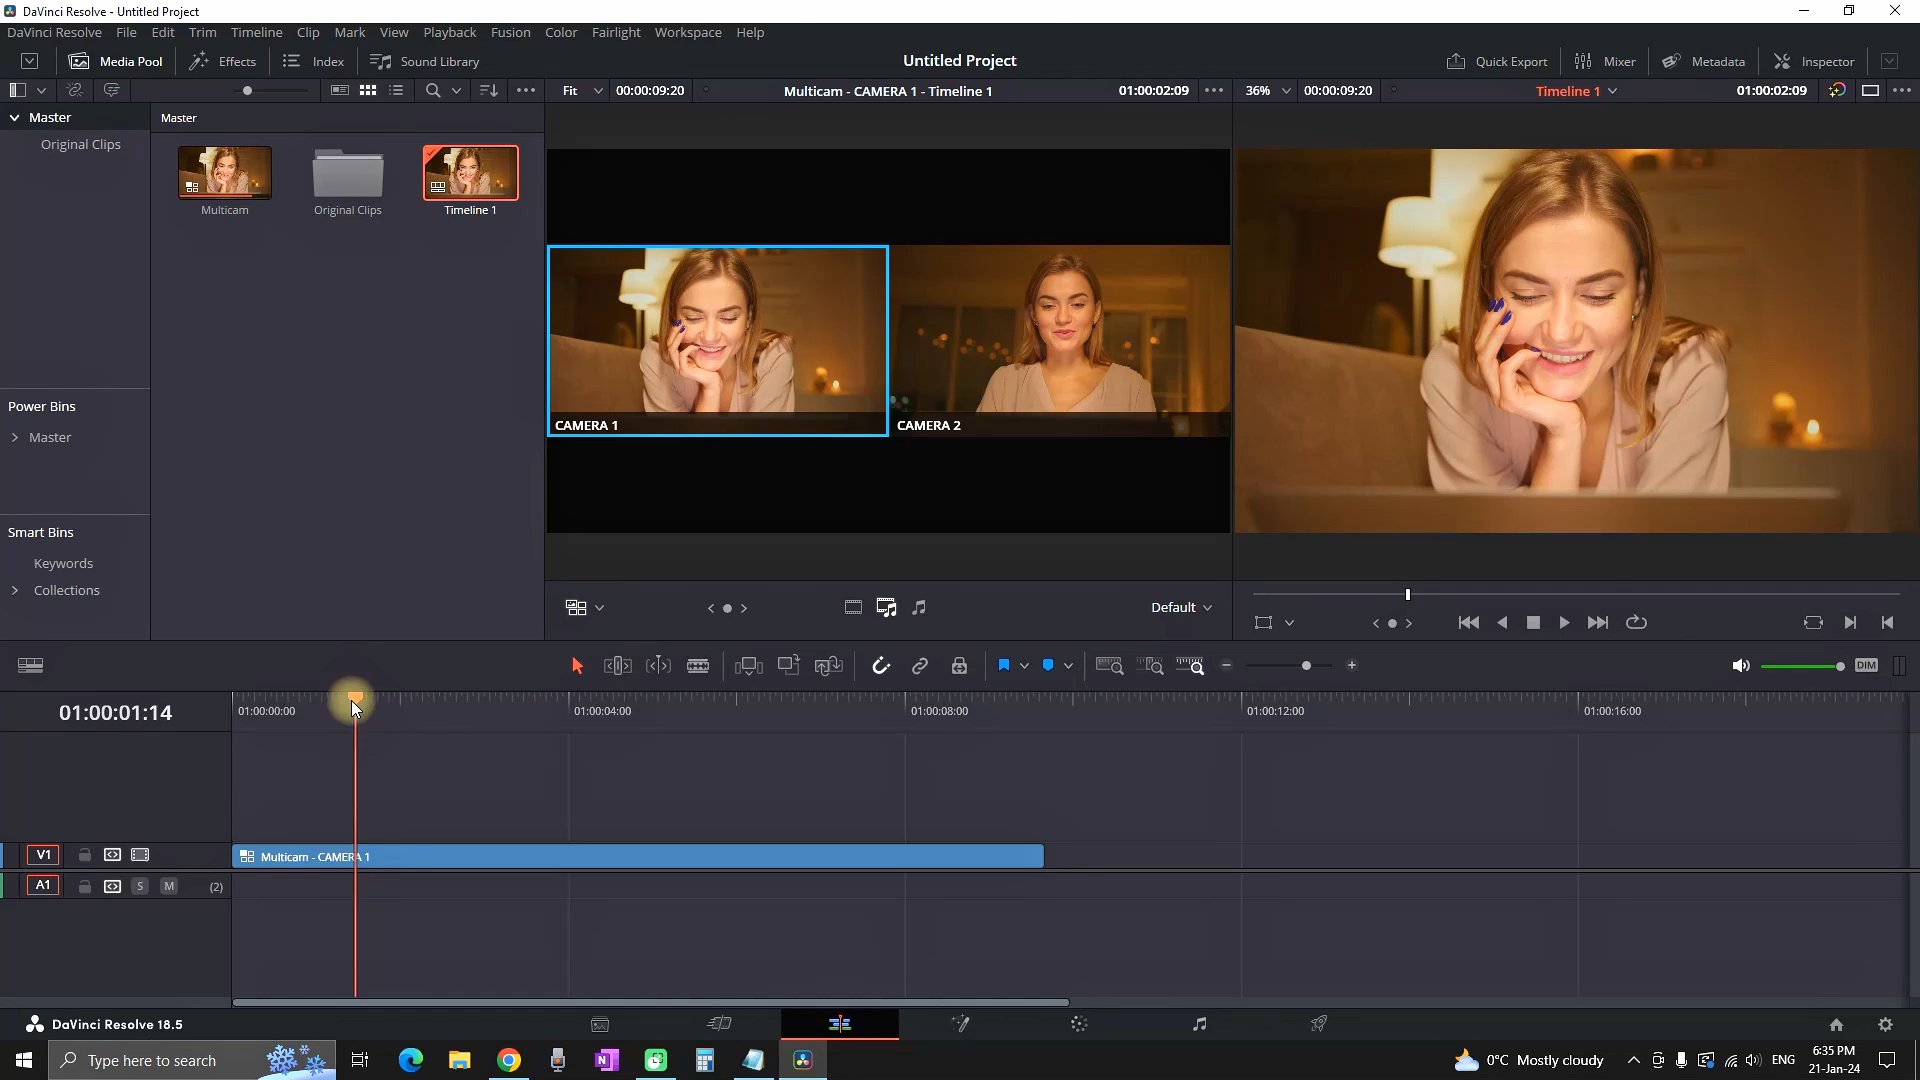 DaVinci Resolve - Untitled Project
DaVinci Resolve File Edit Trim Timeline Clip Mark View Playback Fusion Color Fairlight Workspace Help
Media Pool Effects Index Sound Library Untitled Project Quick Export Mixer Metadata Inspector
Fit 00:00:09:20 Multicam - CAMERA 1 - Timeline 1 01:00:02:09 36% 00:00:09:20 Timeline 1 01:00:02:09
Master Master
Original Clips
Multicam Original Clips Timeline 1
CAMERA 1 CAMERA 2
Power Bins
Master
Smart Bins
Keywords
Collections
Default
DIM
01:00:01:14 01:00:00:00 01:00:04:00 01:00:08:00 01:00:12:00 01:00:16:00
V1 Multicam - CAMERA 1
A1 S M (2)
DaVinci Resolve 18.5
Type here to search 0°C Mostly cloudy ENG 6:35 PM
21-Jan-24